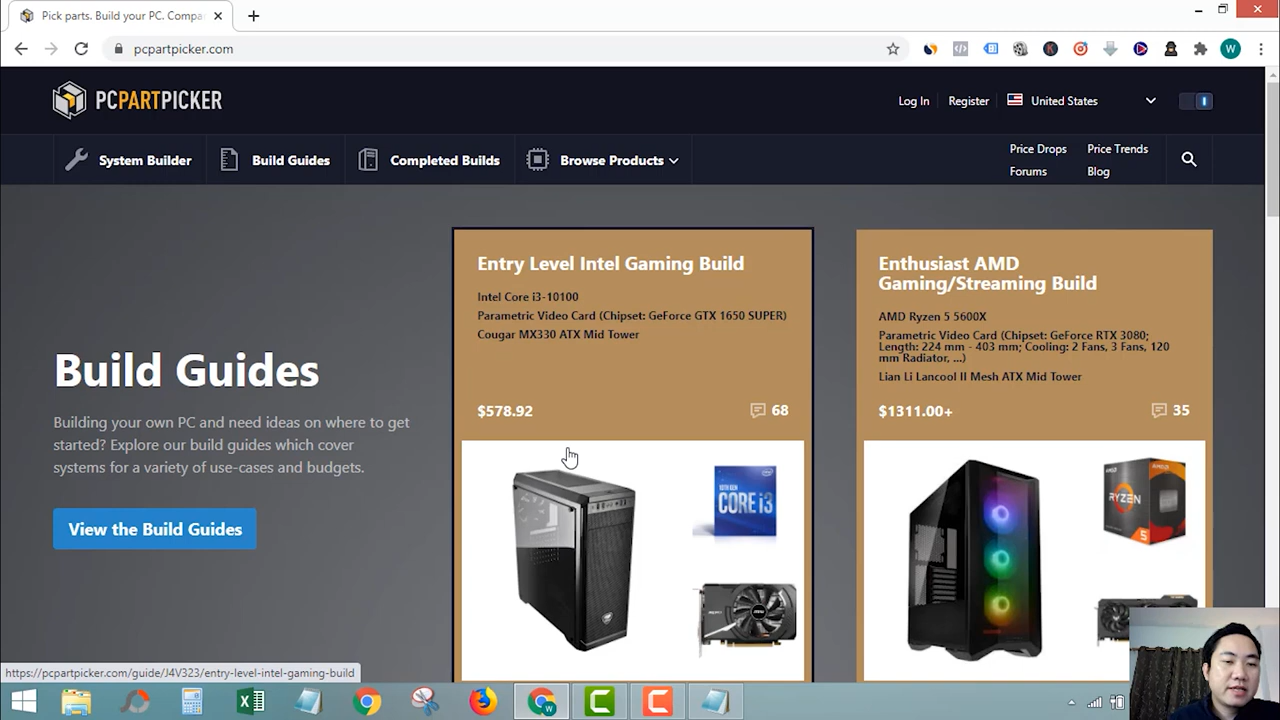 Pick parts. Build your PC. Compa
pcpartpicker.com
W
PCPARTPICKER
Log In
Register
United States
System Builder
Build Guides
Completed Builds
Browse Products
Price Drops
Price Trends
Forums
Blog
Build Guides
Building your own PC and need ideas on where to get
started? Explore our build guides which cover
systems for a variety of use-cases and budgets.
View the Build Guides
Entry Level Intel Gaming Build
Intel Core i3-10100
Parametric Video Card (Chipset: GeForce GTX 1650 SUPER)
Cougar MX330 ATX Mid Tower
$578.92
68
intel
10TH GEN
CORE i3
Enthusiast AMD
Gaming/Streaming Build
AMD Ryzen 5 5600X
Parametric Video Card (Chipset: GeForce RTX 3080;
Length: 224 mm - 403 mm; Cooling: 2 Fans, 3 Fans, 120
mm Radiator, ...)
Lian Li Lancool II Mesh ATX Mid Tower
$1311.00+
35
RYZEN
5
https://pcpartpicker.com/guide/J4V323/entry-level-intel-gaming-build